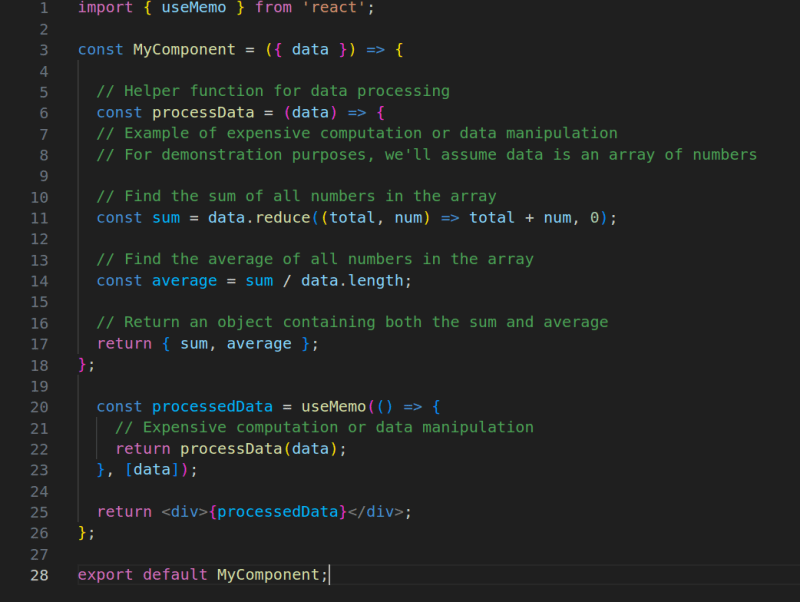 1 import { useMemo } from 'react';
2
3 const MyComponent = ({ data }) => {
4
5   // Helper function for data processing
6   const processData = (data) => {
7   // Example of expensive computation or data manipulation
8   // For demonstration purposes, we'll assume data is an array of numbers
9
10   // Find the sum of all numbers in the array
11   const sum = data.reduce((total, num) => total + num, 0);
12
13   // Find the average of all numbers in the array
14   const average = sum / data.length;
15
16   // Return an object containing both the sum and average
17   return { sum, average };
18 };
19
20   const processedData = useMemo(() => {
21     // Expensive computation or data manipulation
22     return processData(data);
23   }, [data]);
24
25   return <div>{processedData}</div>;
26 };
27
28 export default MyComponent;